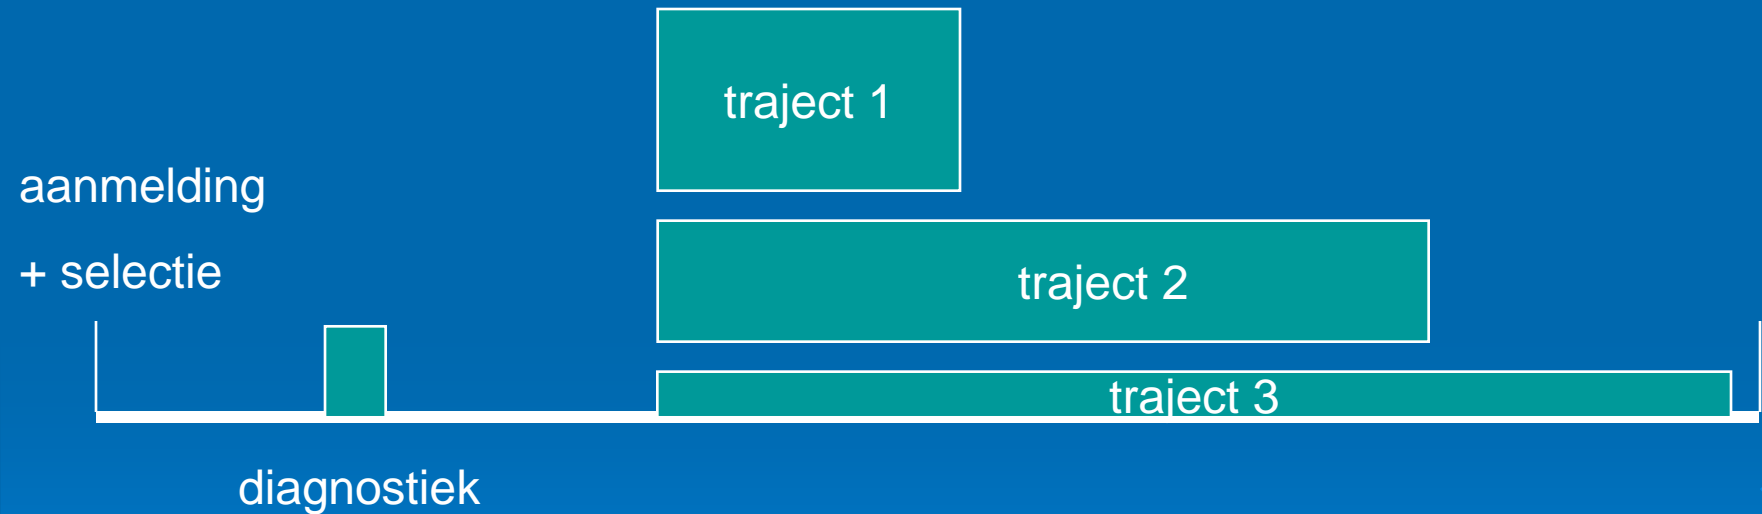 traject 1
aanmelding
+ selectie
traject 2
traject 3
diagnostiek